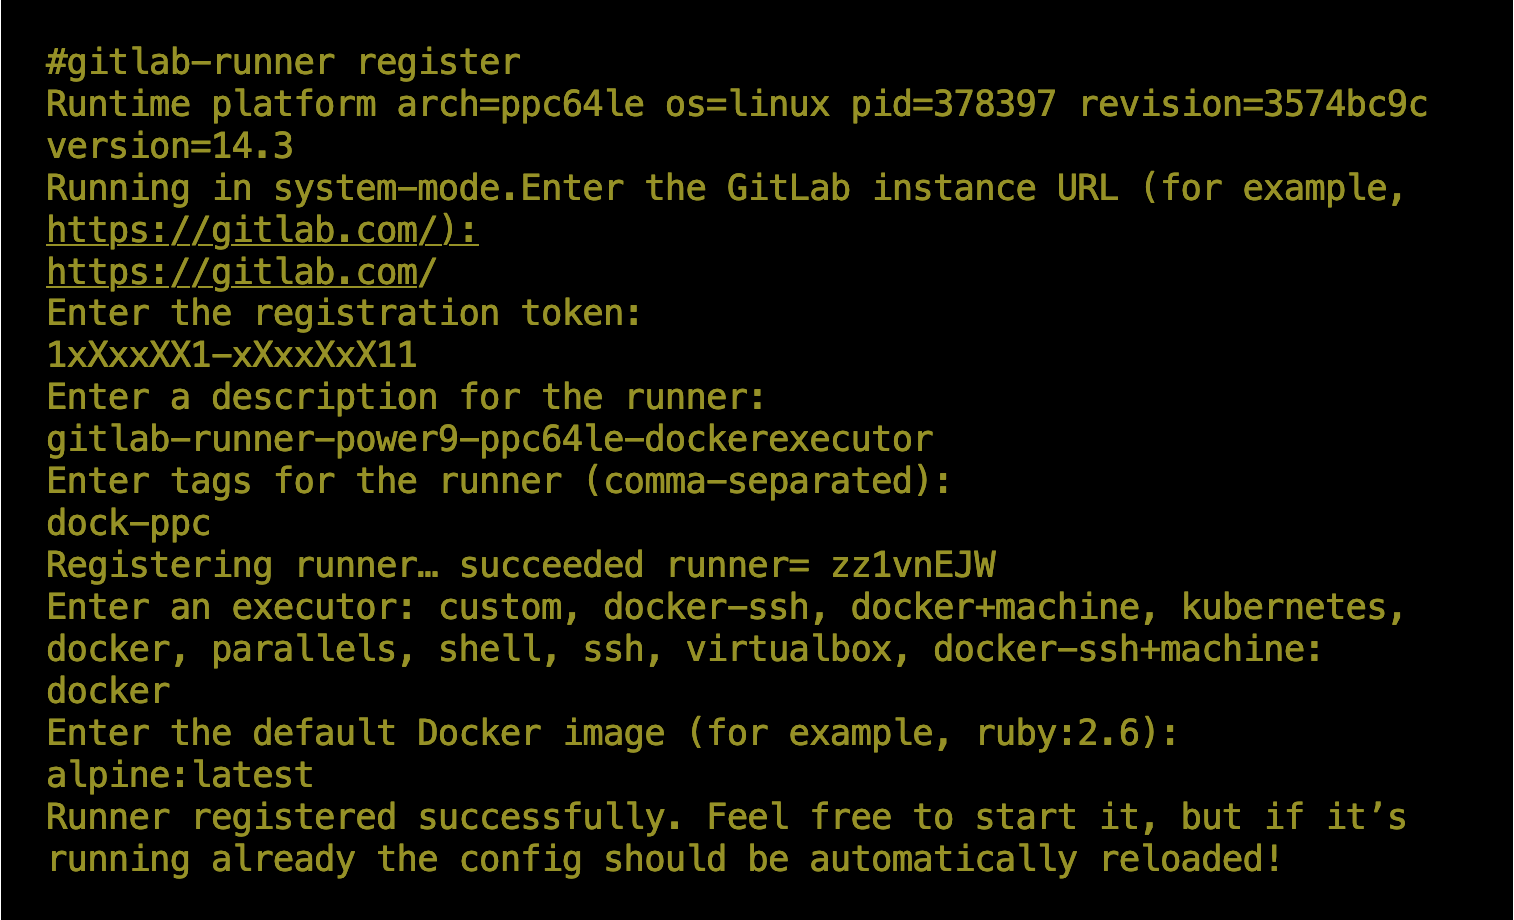 #gitlab-runner register
Runtime platform arch=ppc64le os=linux pid=378397 revision=3574bc9c
version=14.3
Running in system-mode.Enter the GitLab instance URL (for example,
https://gitlab.com/):
https://gitlab.com/
Enter the registration token:
1xXxxXX1-xXxxXxX11
Enter a description for the runner:
gitlab-runner-power9-ppc64le-dockerexecutor
Enter tags for the runner (comma-separated):
dock-ppc
Registering runner… succeeded runner= zz1vnEJW
Enter an executor: custom, docker-ssh, docker+machine, kubernetes,
docker, parallels, shell, ssh, virtualbox, docker-ssh+machine:
docker
Enter the default Docker image (for example, ruby:2.6):
alpine:latest
Runner registered successfully. Feel free to start it, but if it’s
running already the config should be automatically reloaded!